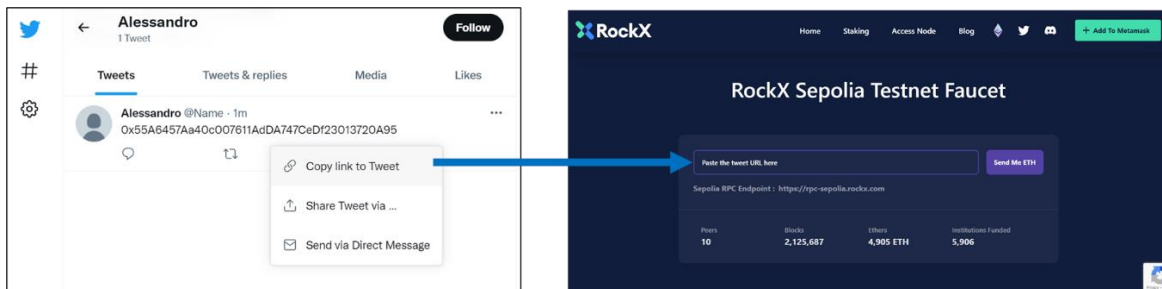 Alessandro
1 Tweet
Follow
Tweets Tweets & replies Media Likes
Alessandro @Name · 1m
0x55A6457Aa40c007611AdDA747CeDf23013720A95
Copy link to Tweet
Share Tweet via ...
Send via Direct Message
RockX
Home Staking Access Node Blog + Add To Metamask
RockX Sepolia Testnet Faucet
Paste the tweet URL here Send Me ETH
Sepolia RPC Endpoint : https://rpc-sepolia.rockx.com
Peers Blocks Ethers Institutions Funded
10 2,125,687 4,905 ETH 5,906